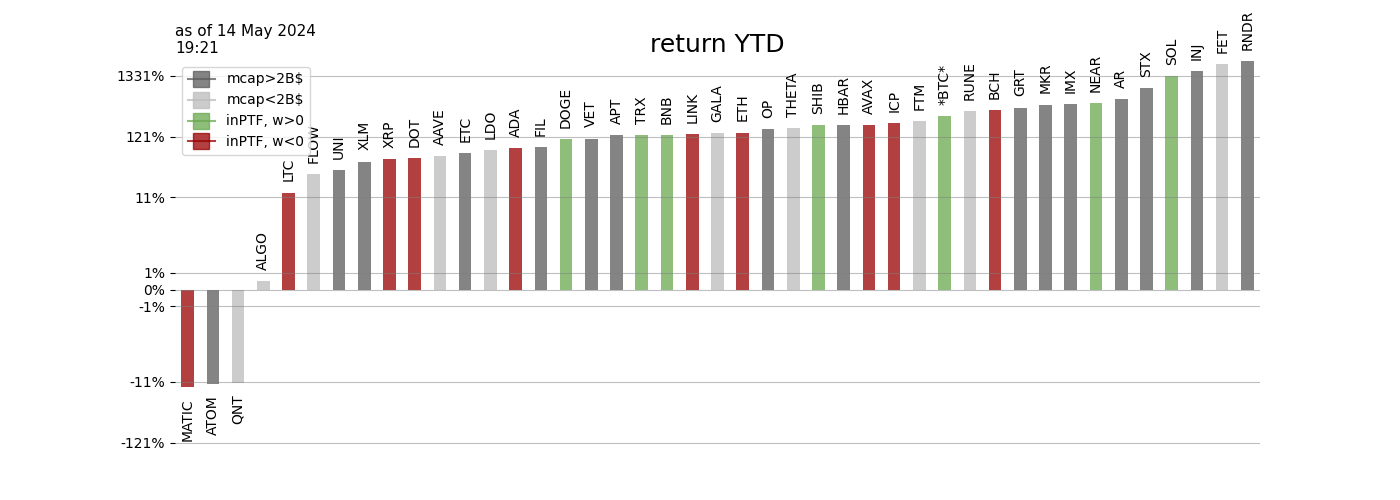 as of 14 May 2024
19:21
return YTD
mcap>2B$
mcap<2B$
inPTF, w>0
inPTF, w<0
1331%
121%
11%
1%
0%
-1%
-11%
-121%
MATIC
ATOM
QNT
ALGO
LTC
FLOW
UNI
XLM
XRP
DOT
AAVE
ETC
LDO
ADA
FIL
DOGE
VET
APT
TRX
BNB
LINK
GALA
ETH
OP
THETA
SHIB
HBAR
AVAX
ICP
FTM
*BTC*
RUNE
BCH
GRT
MKR
IMX
NEAR
AR
STX
SOL
INJ
FET
RNDR